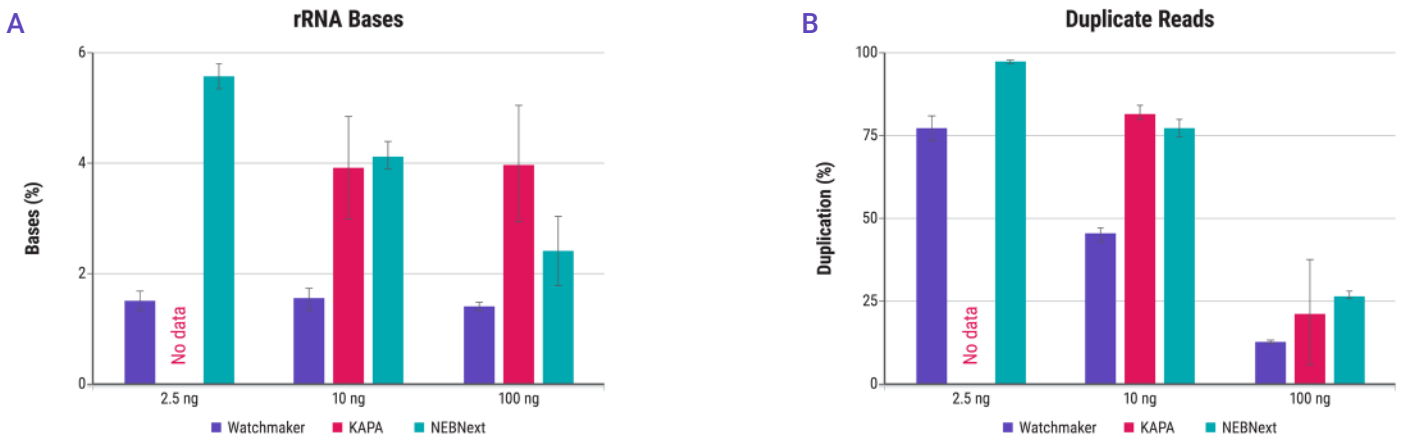 A
rRNA Bases
Bases (%)
6
4
2
0
No data
2.5 ng
10 ng
100 ng
Watchmaker
KAPA
NEBNext
B
Duplicate Reads
Duplication (%)
100
75
50
25
0
No data
2.5 ng
10 ng
100 ng
Watchmaker
KAPA
NEBNext